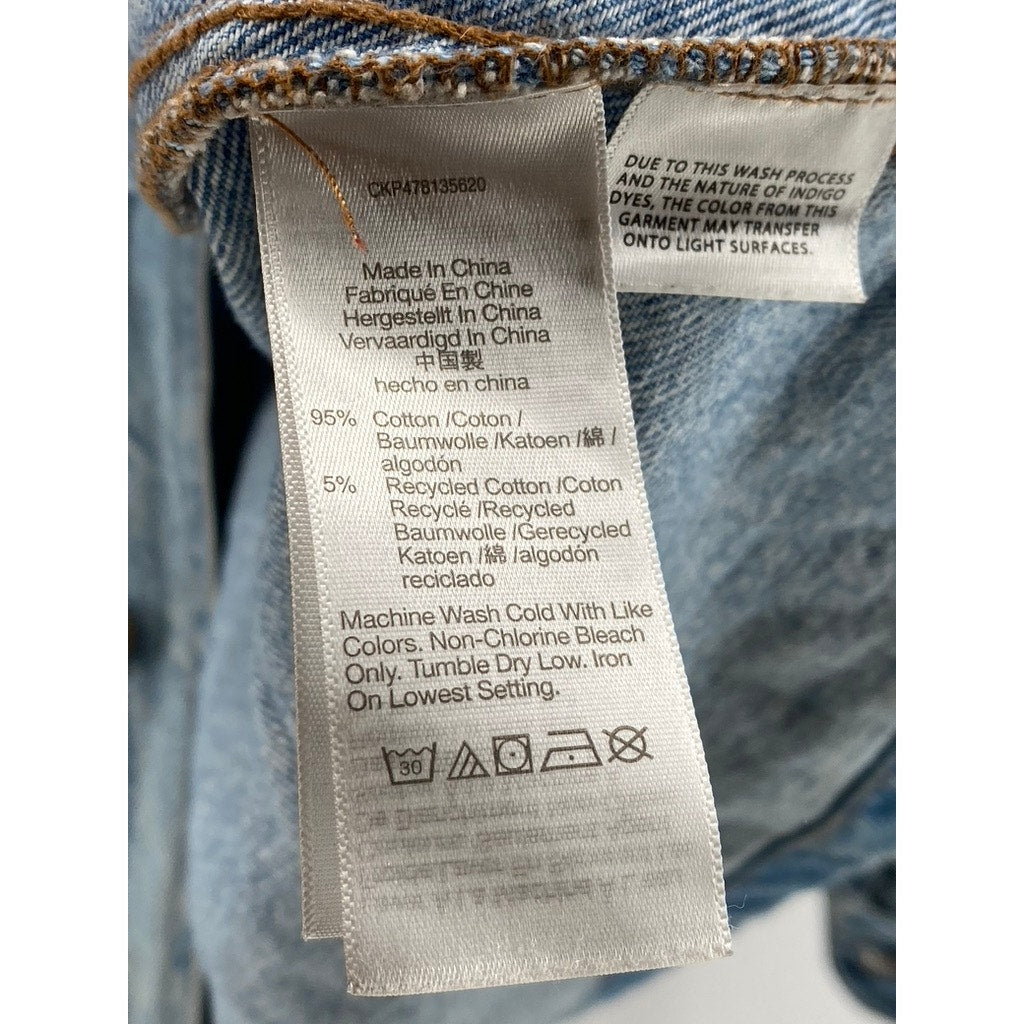 CKP478135620
Made In China
Fabriqué En Chine
Hergestellt In China
Vervaardigd In China
中国製
hecho en china
95% Cotton /Coton /
Baumwolle /Katoen /綿 /
algodón
5% Recycled Cotton /Coton
Recyclé /Recycled
Baumwolle /Gerecycled
Katoen /綿 /algodón
reciclado
Machine Wash Cold With Like
Colors. Non-Chlorine Bleach
Only. Tumble Dry Low. Iron
On Lowest Setting.
30
DUE TO THIS WASH PROCESS
AND THE NATURE OF INDIGO
DYES, THE COLOR FROM THIS
GARMENT MAY TRANSFER
ONTO LIGHT SURFACES.